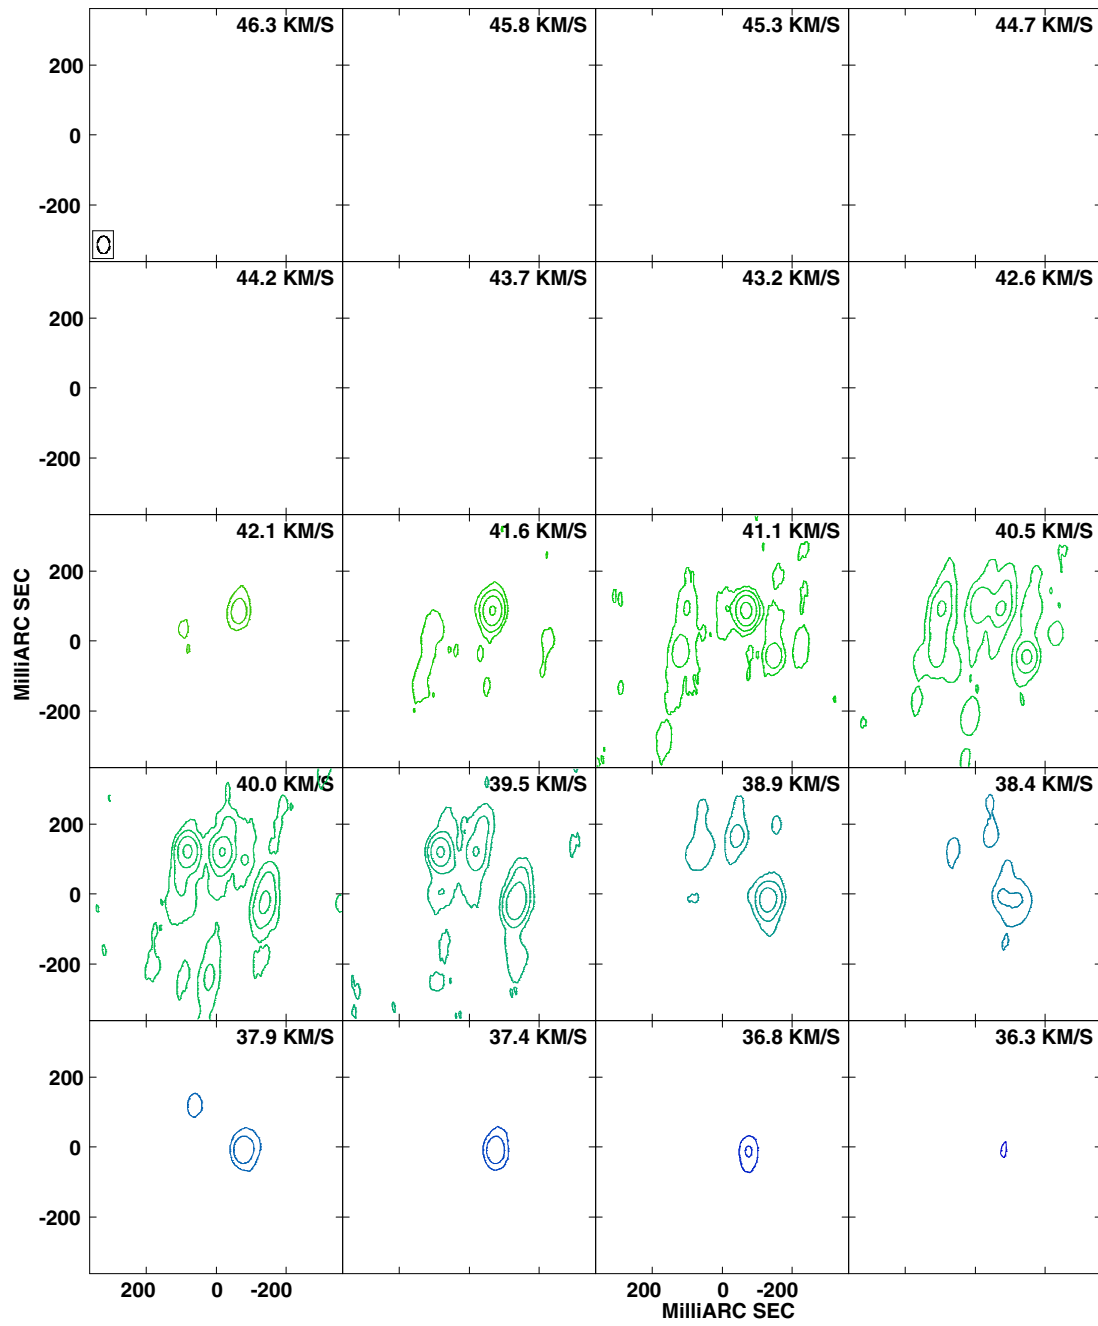 46.3 KM/S 45.8 KM/S 45.3 KM/S 44.7 KM/S
200
0
-200
44.2 KM/S 43.7 KM/S 43.2 KM/S 42.6 KM/S
200
0
-200
42.1 KM/S 41.6 KM/S 41.1 KM/S 40.5 KM/S
200
0
-200
MilliARC SEC
40.0 KM/S 39.5 KM/S 38.9 KM/S 38.4 KM/S
200
0
-200
37.9 KM/S 37.4 KM/S 36.8 KM/S 36.3 KM/S
200
0
-200
200 0 -200 200 0 -200
MilliARC SEC